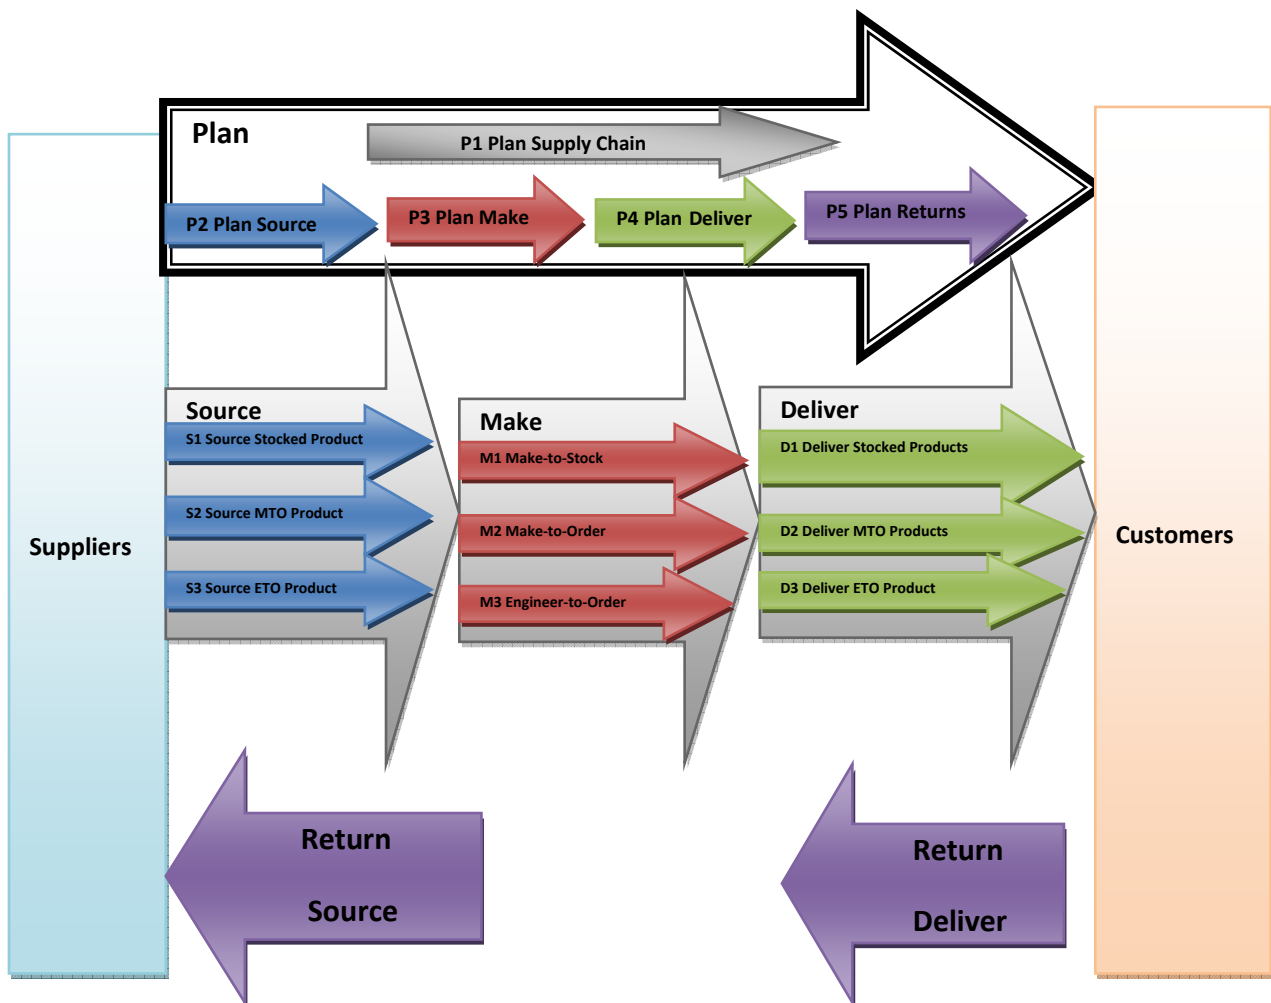 Plan
P1 Plan Supply Chain
P2 Plan Source
P3 Plan Make
P4 Plan Deliver
P5 Plan Returns
Suppliers
Source
S1 Source Stocked Product
S2 Source MTO Product
S3 Source ETO Product
Make
M1 Make-to-Stock
M2 Make-to-Order
M3 Engineer-to-Order
Deliver
D1 Deliver Stocked Products
D2 Deliver MTO Products
D3 Deliver ETO Product
Customers
Return
Source
Return
Deliver